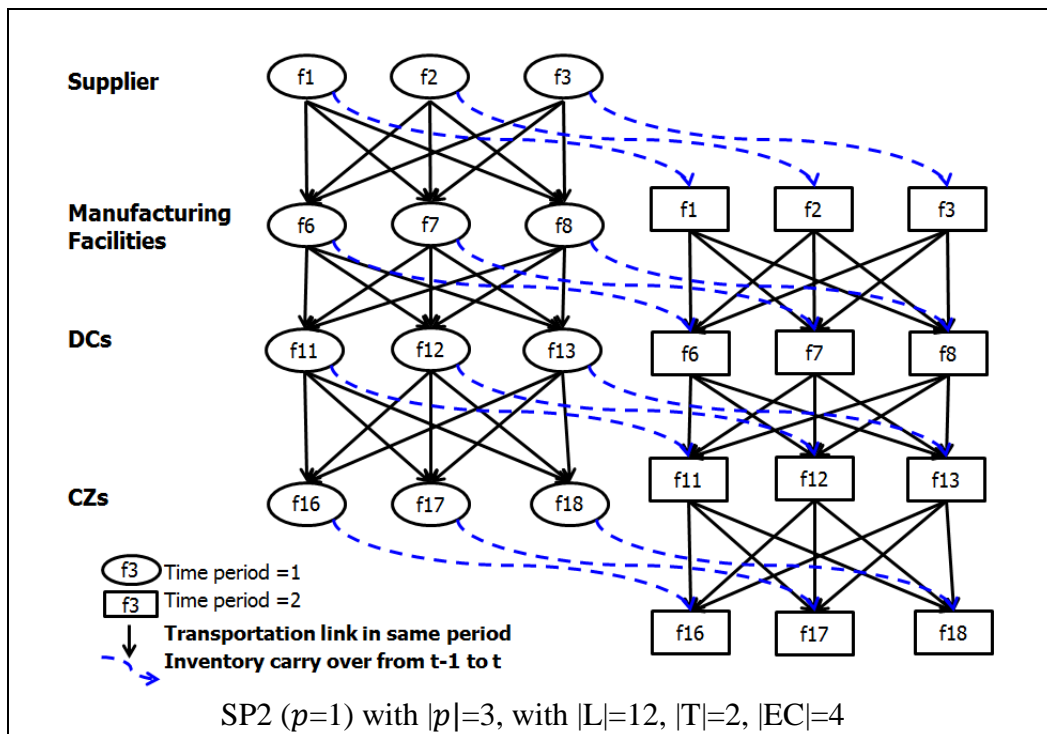 Supplier
f1 f2 f3
f1 f2 f3
Manufacturing
Facilities
f6 f7 f8
DCs
f11 f12 f13
f6 f7 f8
CZs
f16 f17 f18
f11 f12 f13
f3 Time period =1
f3 Time period =2
Transportation link in same period
Inventory carry over from t-1 to t
f16 f17 f18
SP2 (p=1) with |p|=3, with |L|=12, |T|=2, |EC|=4